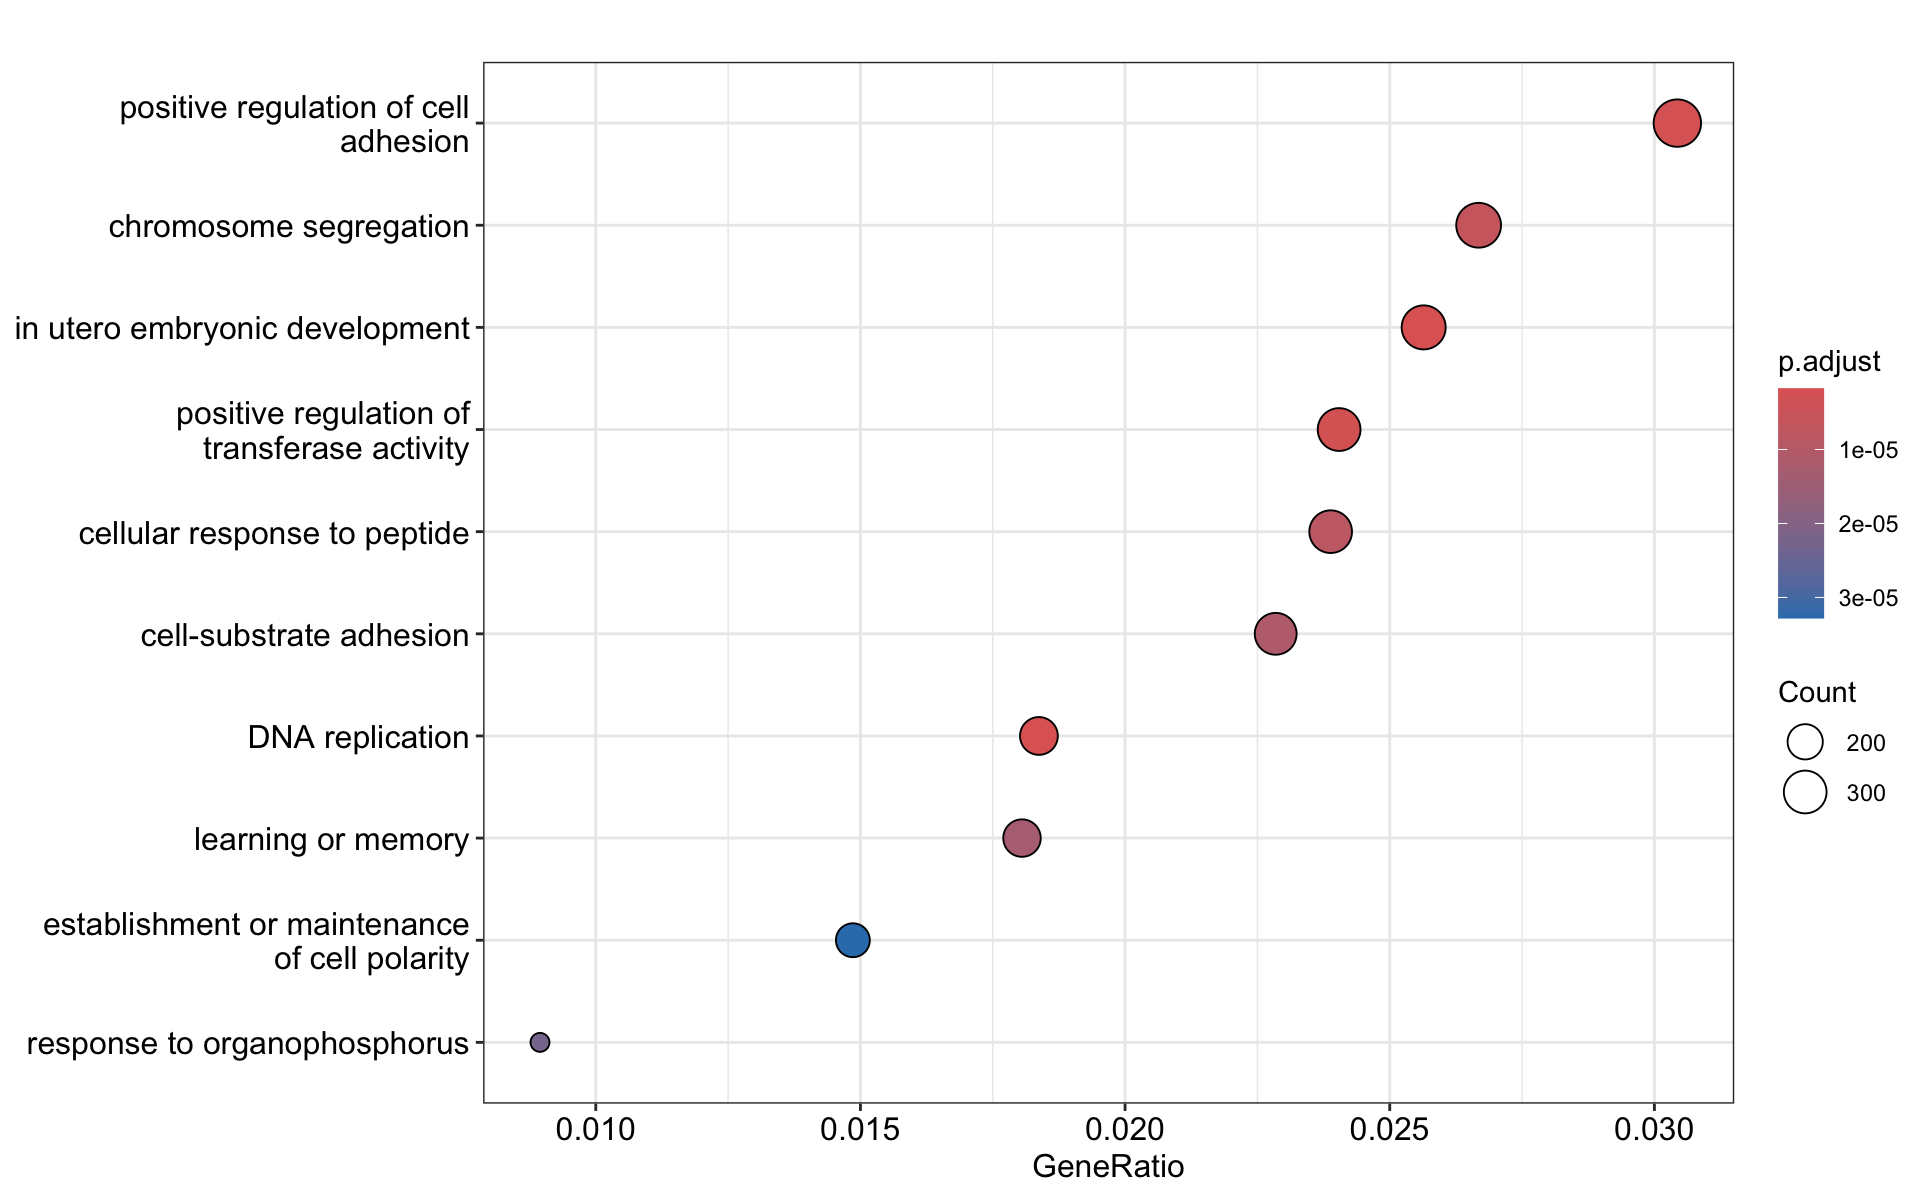 positive regulation of cell
adhesion
chromosome segregation
in utero embryonic development
positive regulation of
transferase activity
cellular response to peptide
cell-substrate adhesion
DNA replication
learning or memory
establishment or maintenance
of cell polarity
response to organophosphorus
0.010 0.015 0.020 0.025 0.030
GeneRatio
p.adjust
1e-05
2e-05
3e-05
Count
200
300